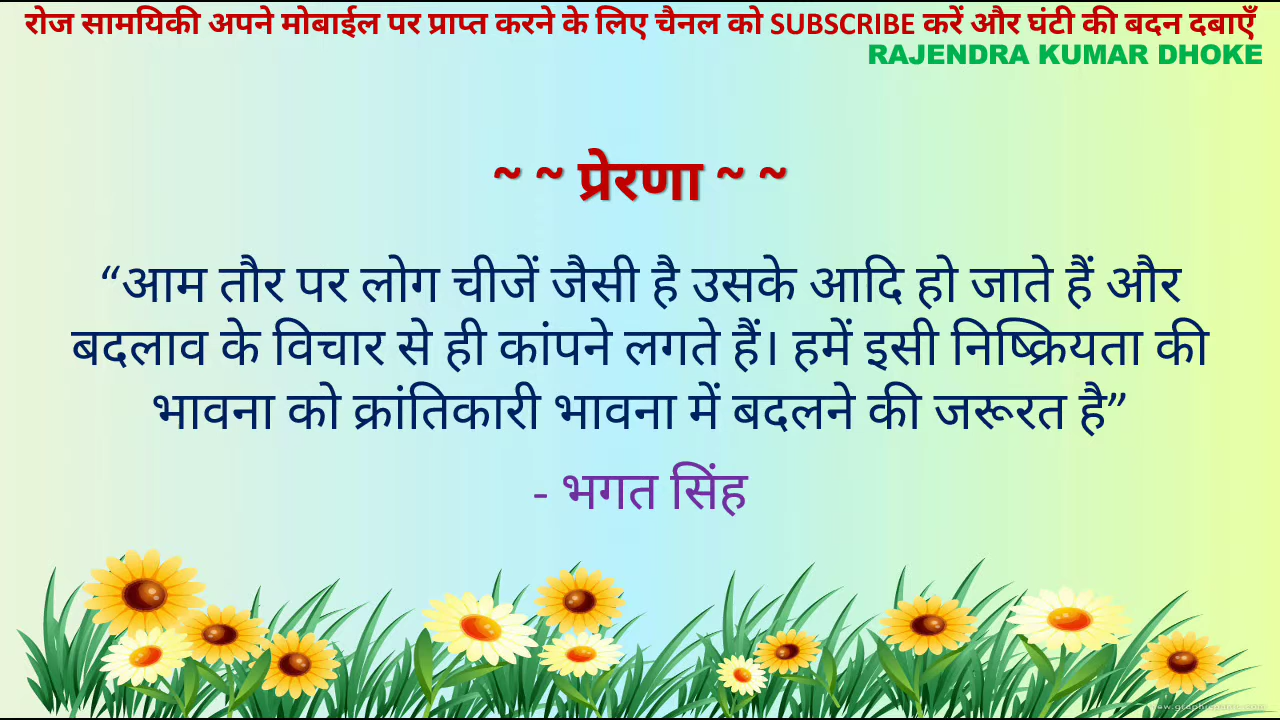 रोज सामयिकी अपने मोबाईल पर प्राप्त करने के लिए चैनल को SUBSCRIBE करें और घंटी की बदन दबाएँ
RAJENDRA KUMAR DHOKE
~ ~ प्रेरणा ~ ~
“आम तौर पर लोग चीजें जैसी है उसके आदि हो जाते हैं और
बदलाव के विचार से ही कांपने लगते हैं। हमें इसी निष्क्रियता की
भावना को क्रांतिकारी भावना में बदलने की जरूरत है”
- भगत सिंह